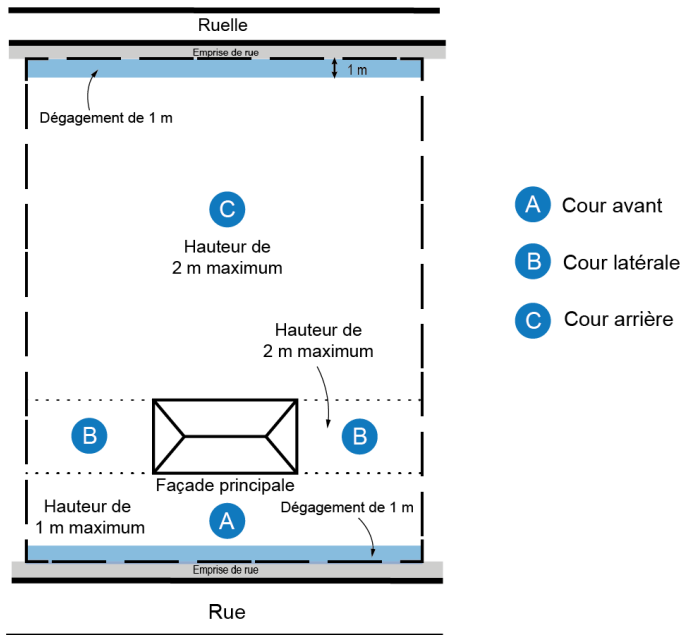 Ruelle
Emprise de rue
1 m
Dégagement de 1 m
C
Hauteur de
2 m maximum
A Cour avant
B Cour latérale
C Cour arrière
Hauteur de
2 m maximum
B
B
Façade principale
Hauteur de
1 m maximum
A
Dégagement de 1 m
Emprise de rue
Rue